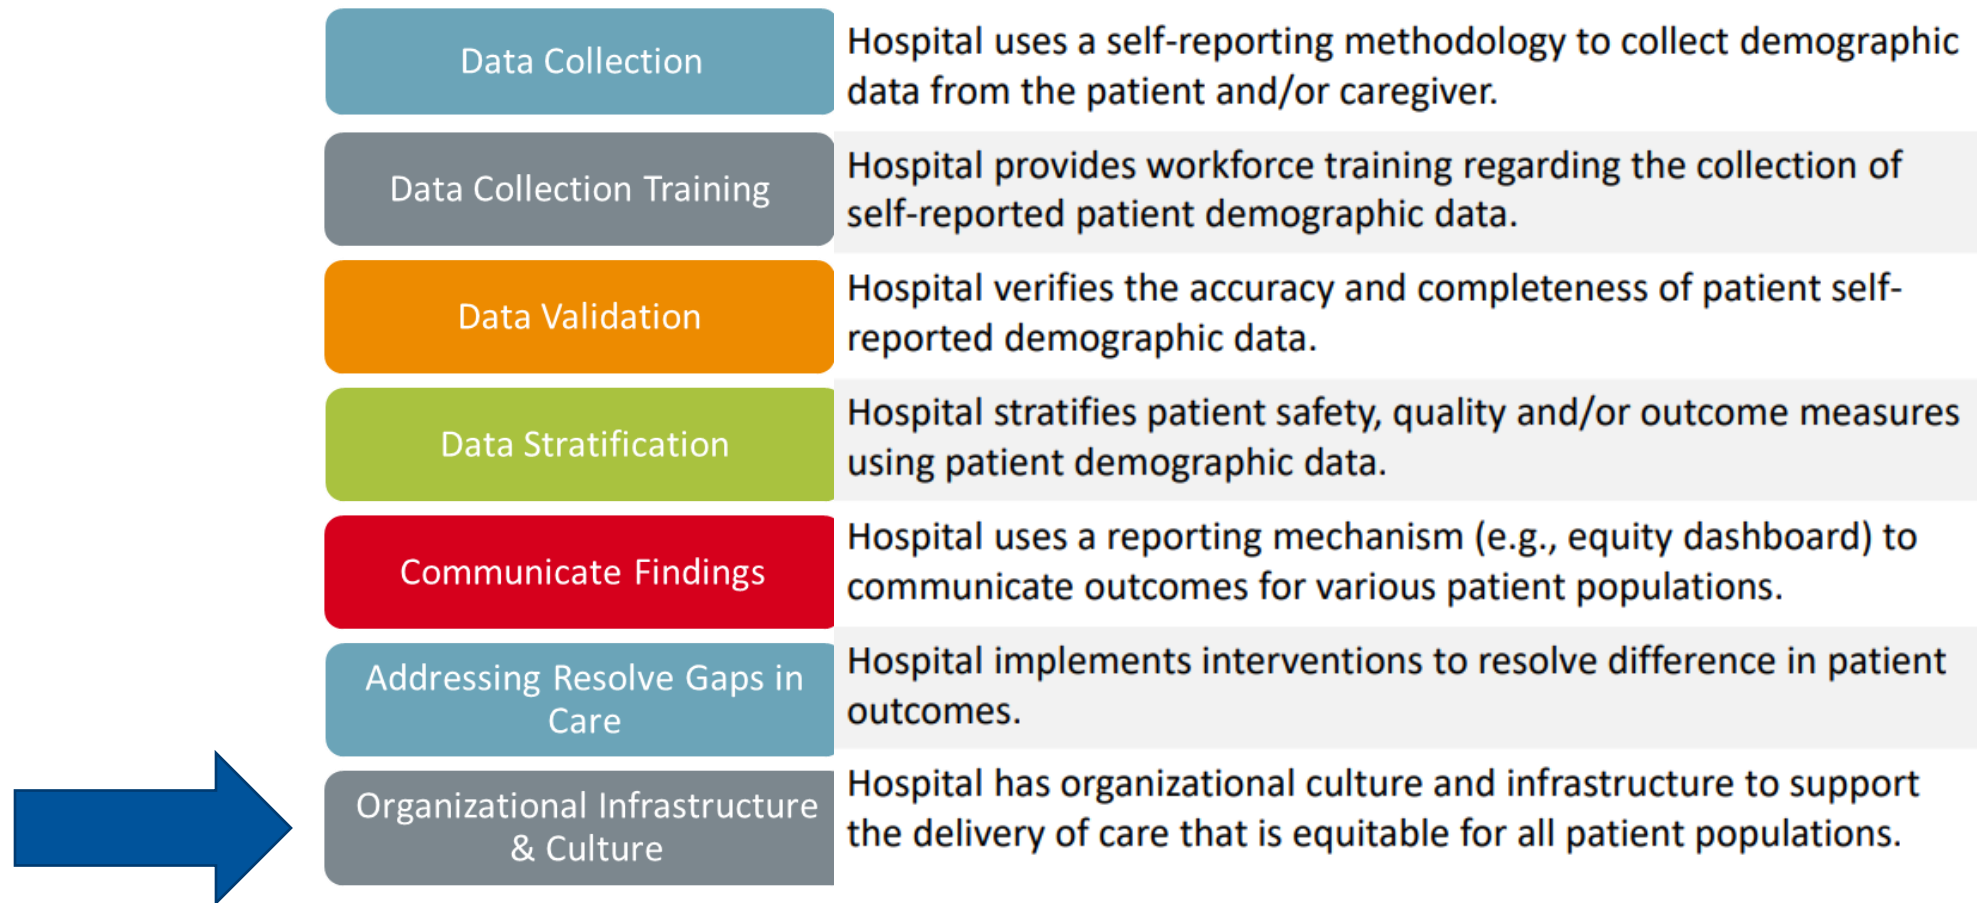 Data Collection
Hospital uses a self-reporting methodology to collect demographic
data from the patient and/or caregiver.
Data Collection Training
Hospital provides workforce training regarding the collection of
self-reported patient demographic data.
Data Validation
Hospital verifies the accuracy and completeness of patient self-
reported demographic data.
Data Stratification
Hospital stratifies patient safety, quality and/or outcome measures
using patient demographic data.
Communicate Findings
Hospital uses a reporting mechanism (e.g., equity dashboard) to
communicate outcomes for various patient populations.
Addressing Resolve Gaps in
Care
Hospital implements interventions to resolve difference in patient
outcomes.
Organizational Infrastructure
& Culture
Hospital has organizational culture and infrastructure to support
the delivery of care that is equitable for all patient populations.